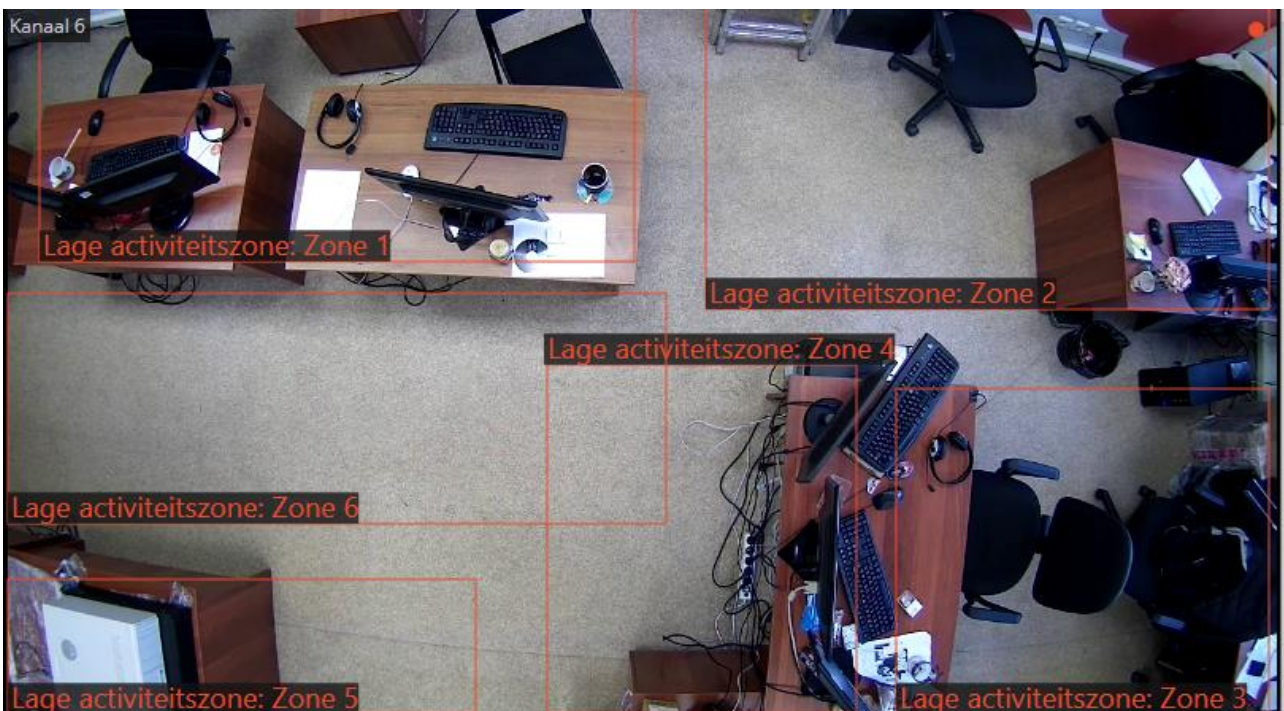 Kanaal 6
Lage activiteitszone: Zone 1
Lage activiteitszone: Zone 2
Lage activiteitszone: Zone 4
Lage activiteitszone: Zone 6
Lage activiteitszone: Zone 5
Lage activiteitszone: Zone 3